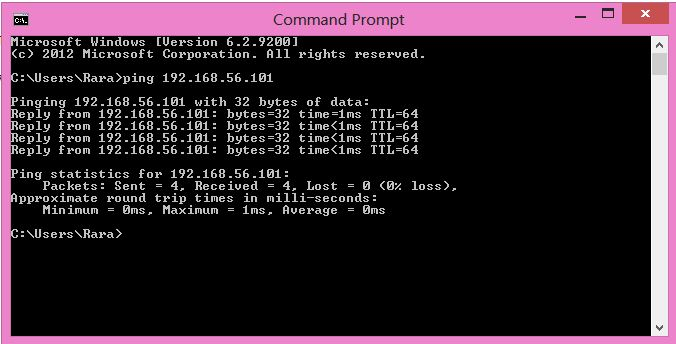 Command Prompt
Microsoft Windows [Version 6.2.9200]
(c) 2012 Microsoft Corporation. All rights reserved.
C:\Users\Rara>ping 192.168.56.101
Pinging 192.168.56.101 with 32 bytes of data:
Reply from 192.168.56.101: bytes=32 time=1ms TTL=64
Reply from 192.168.56.101: bytes=32 time<1ms TTL=64
Reply from 192.168.56.101: bytes=32 time<1ms TTL=64
Reply from 192.168.56.101: bytes=32 time<1ms TTL=64
Ping statistics for 192.168.56.101:
    Packets: Sent = 4, Received = 4, Lost = 0 (0% loss),
Approximate round trip times in milli-seconds:
    Minimum = 0ms, Maximum = 1ms, Average = 0ms
C:\Users\Rara>